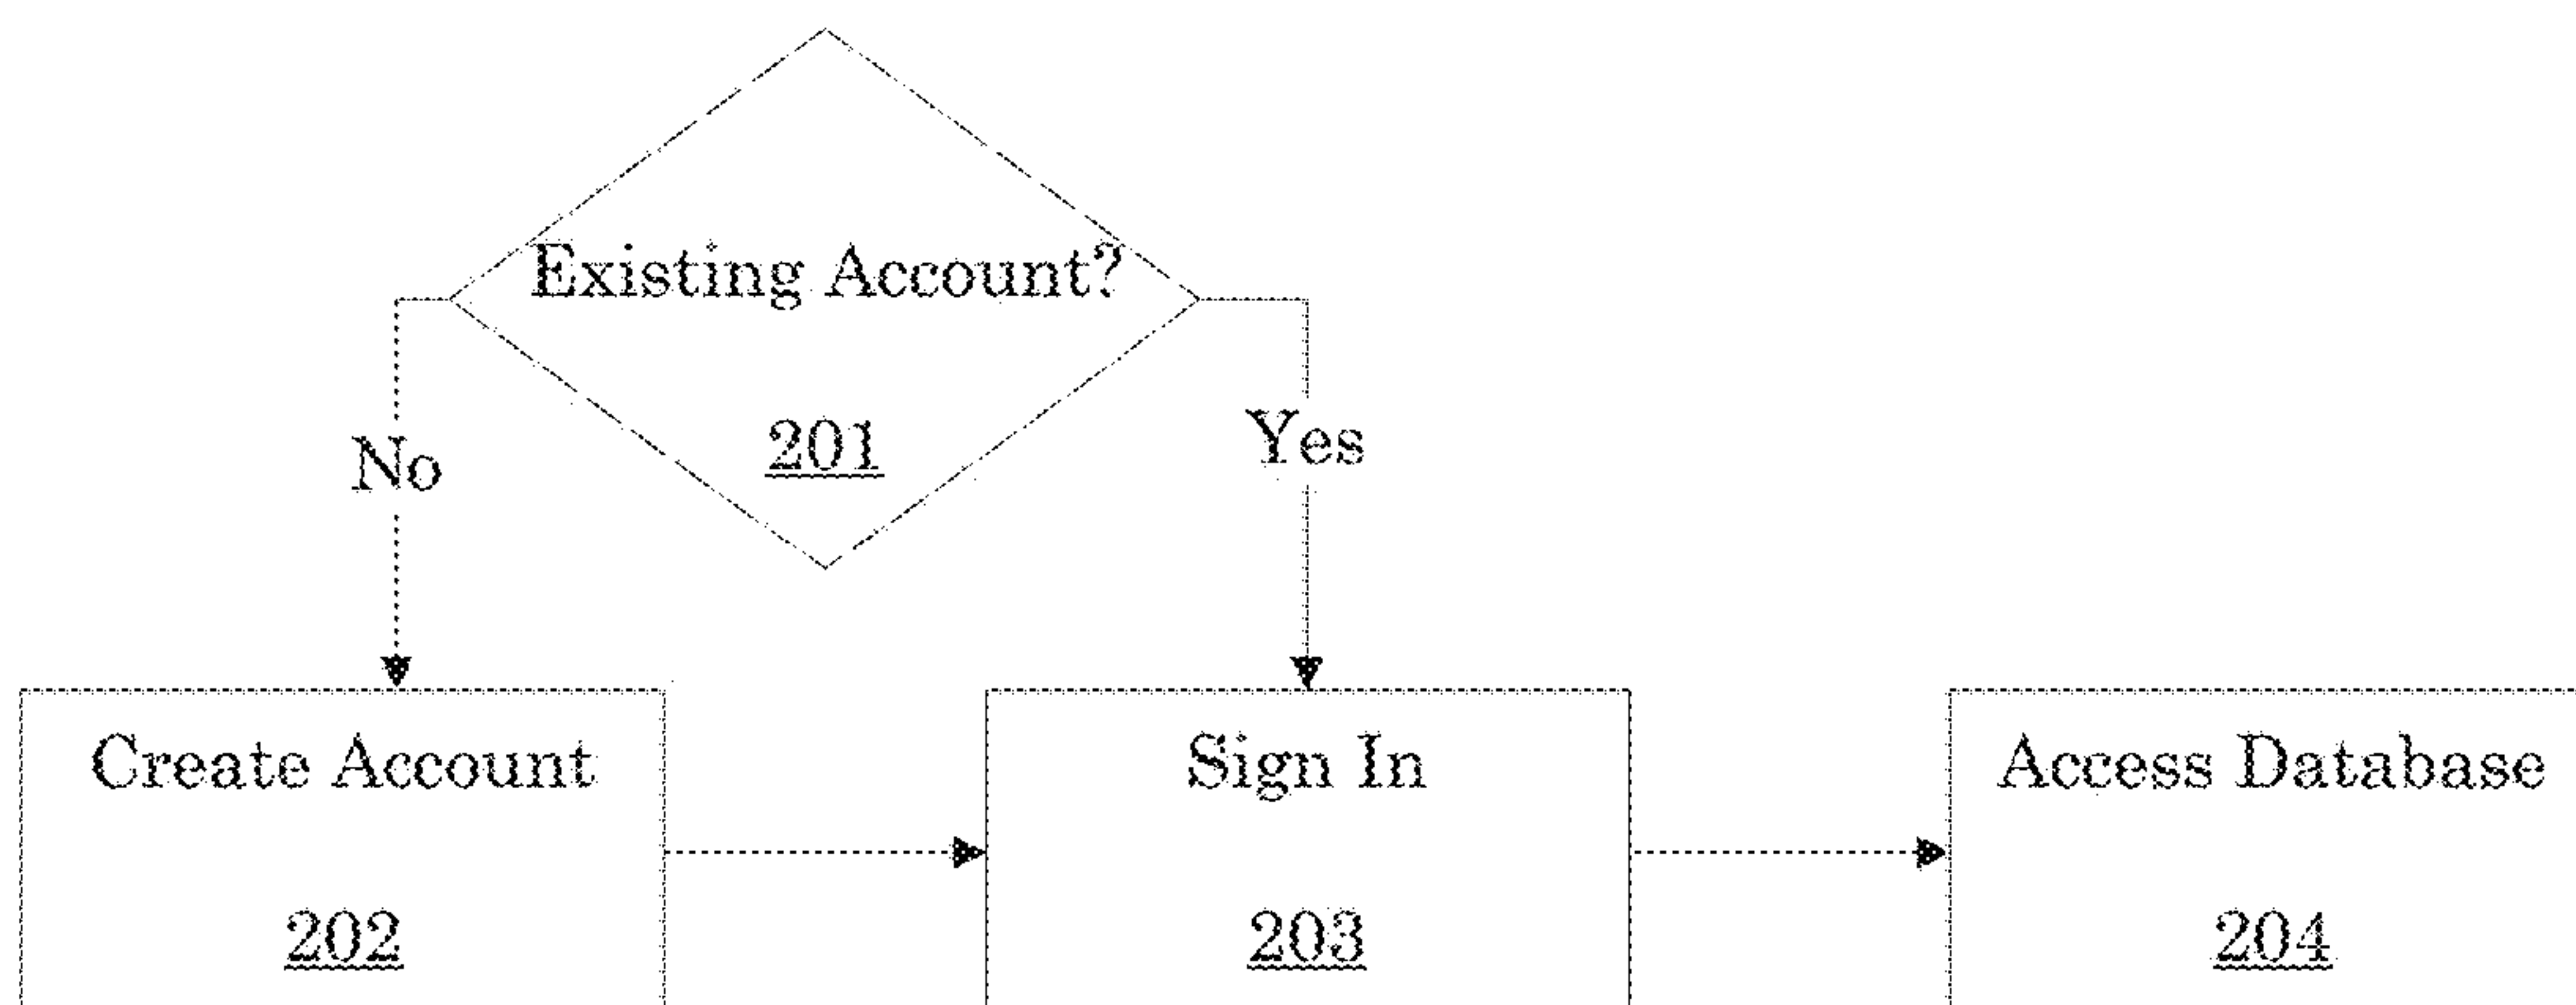 Existing Account?
201
No
Yes
Create Account
202
Sign In
203
Access Database
204